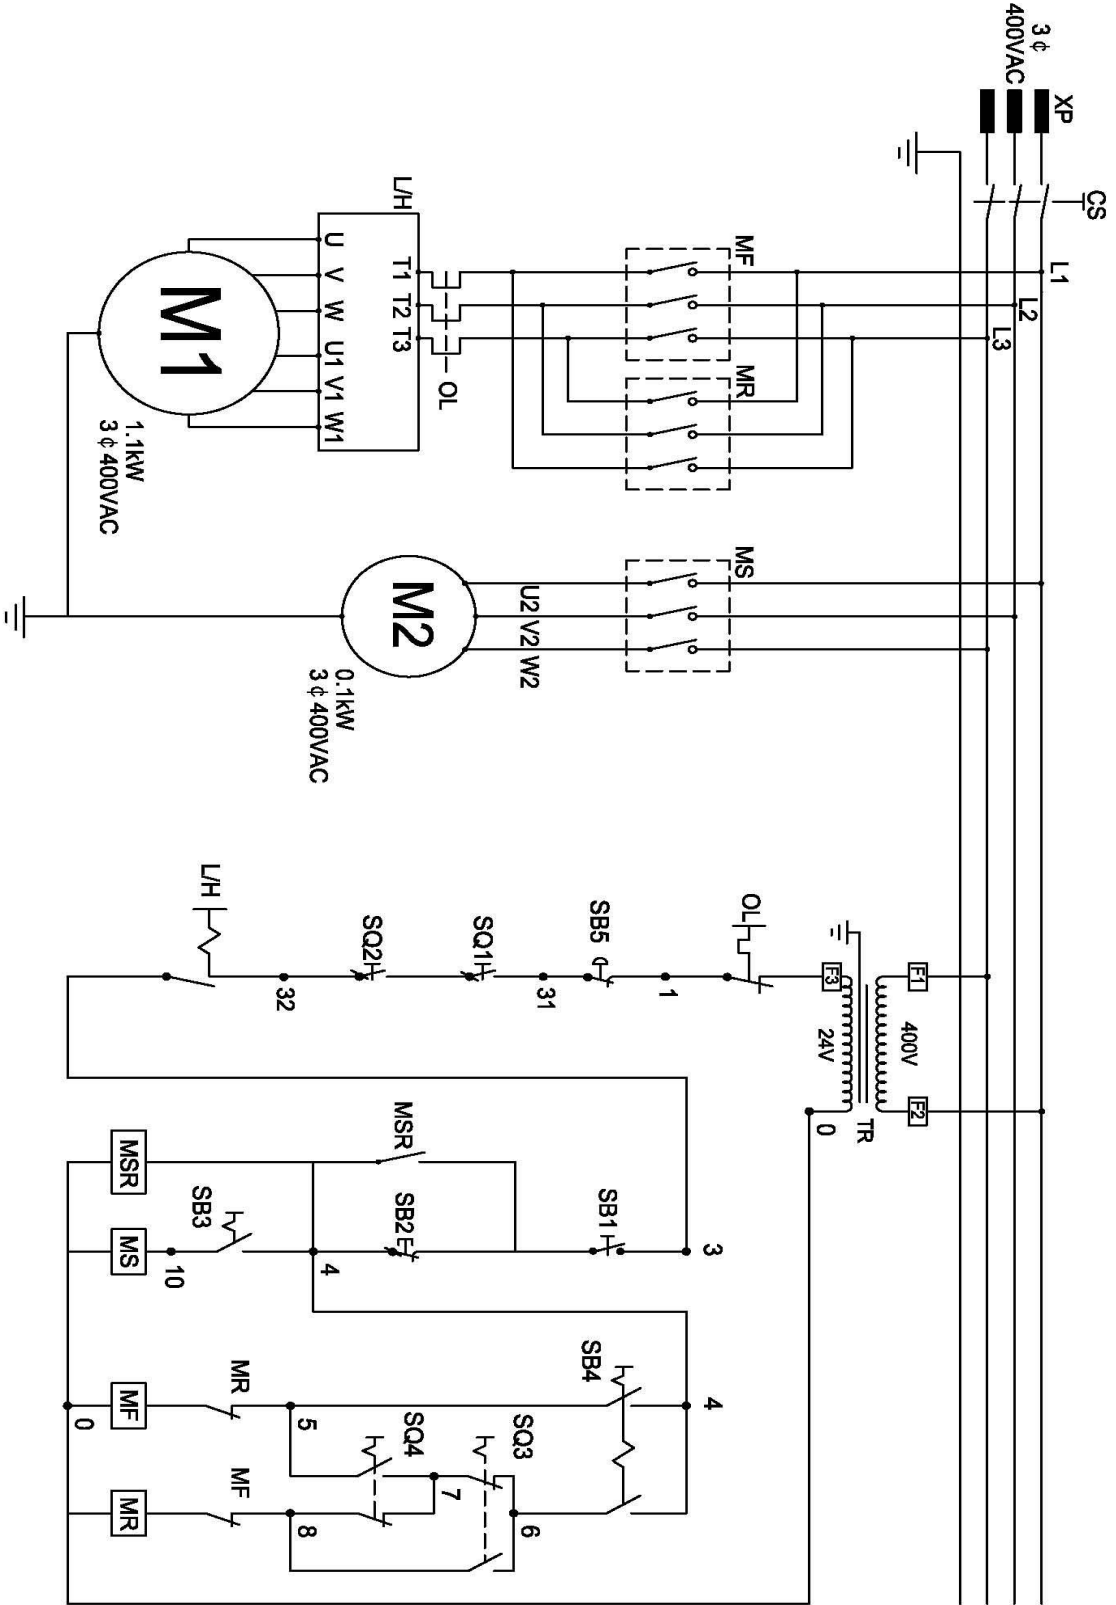 3 ϕ
400VAC
XP
CS
L1
L2
L3
MF
MR
MS
OL
L/H
T1 T2 T3
U V W U1 V1 W1
M1
1.1kW
3 ϕ 400VAC
U2 V2 W2
M2
0.1kW
3 ϕ 400VAC
F1
400V
F2
F3
24V
TR
0
OL
1
SB5
31
SQ1
SQ2
32
L/H
3
SB1
MSR
SB2
4
SB3
10
MSR
MS
4
SB4
SQ3
6
SQ4
7
5
8
MR
MF
0
MF
MR